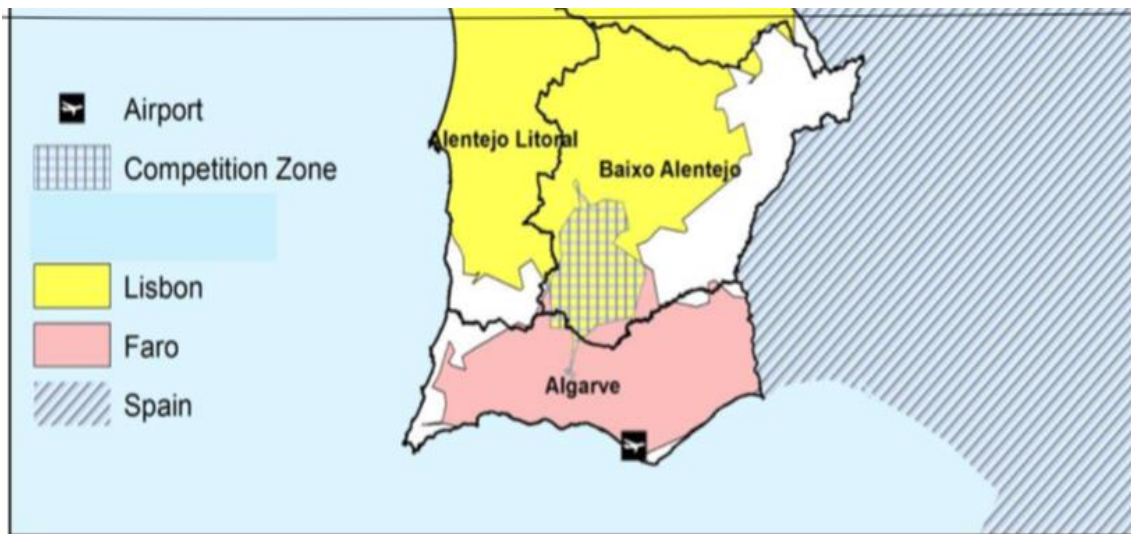 Airport
Competition Zone
Lisbon
Faro
Spain
Alentejo Litoral
Baixo Alentejo
Algarve